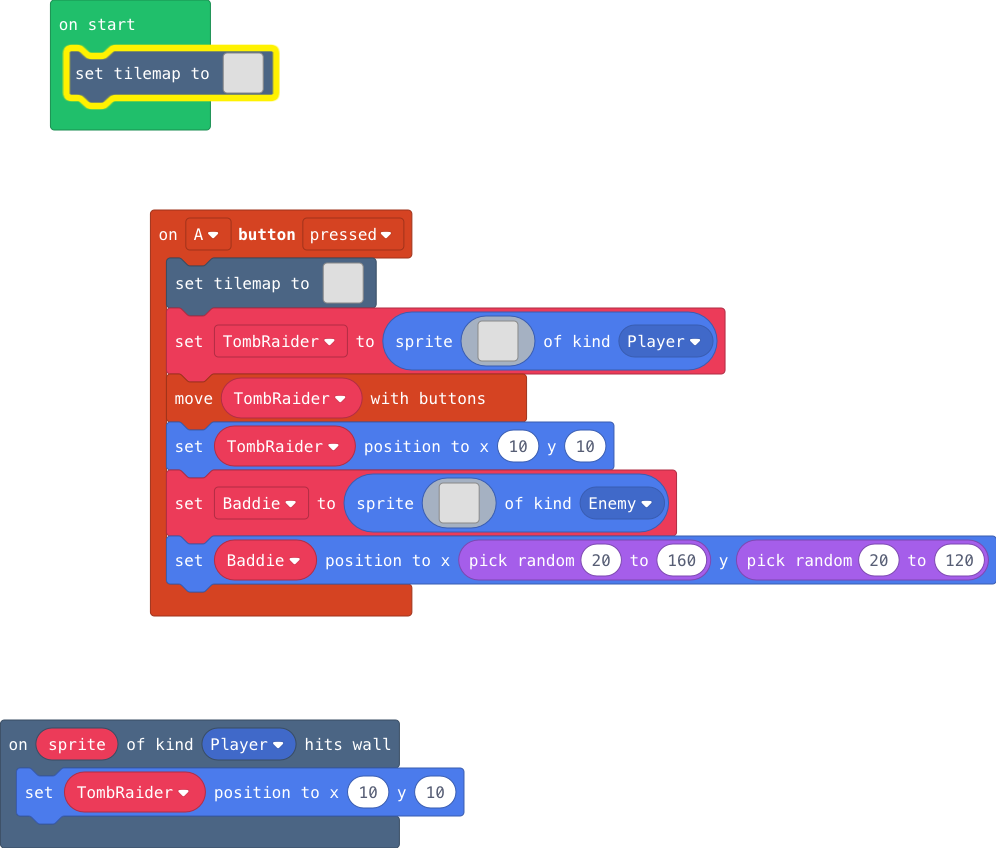 on start
set tilemap to
on A button pressed
set tilemap to
set TombRaider to sprite of kind Player
move TombRaider with buttons
set TombRaider position to x 10 y 10
set Baddie to sprite of kind Enemy
set Baddie position to x pick random 20 to 160 y pick random 20 to 120
on sprite of kind Player hits wall
set TombRaider position to x 10 y 10